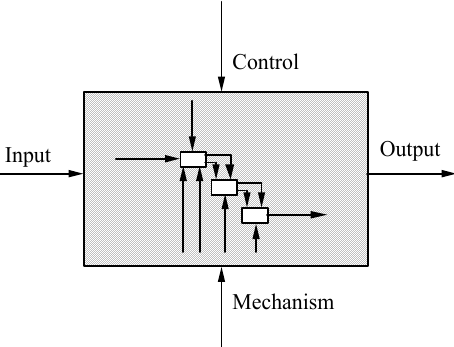 Control
Input
Output
Mechanism